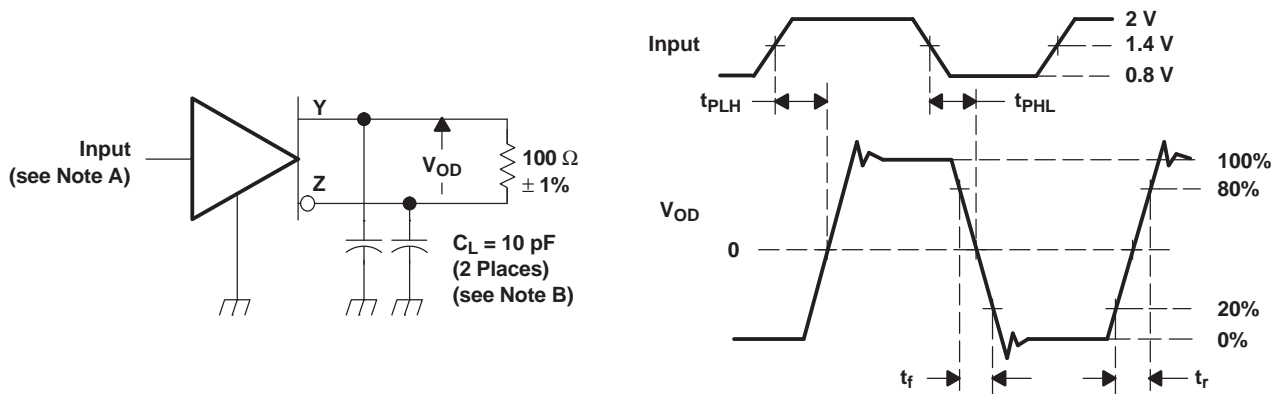 Input
(see Note A)
Y
Z
V_OD
100 Ω
± 1%
C_L = 10 pF
(2 Places)
(see Note B)
Input
2 V
1.4 V
0.8 V
t_PLH
t_PHL
V_OD
0
100%
80%
20%
0%
t_f
t_r